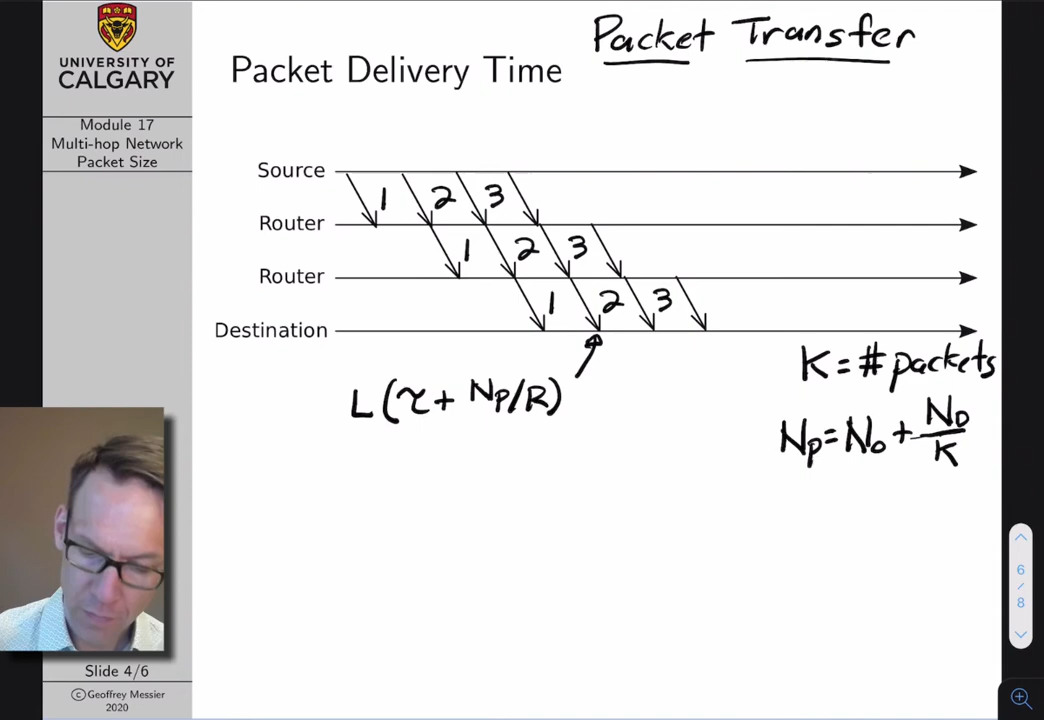 UNIVERSITY OF
CALGARY
Module 17
Multi-hop Network
Packet Size
Packet Transfer
Packet Delivery Time
Source
Router
Router
Destination
1 2 3
1 2 3
1 2 3
L(τ + Np/R)
K = # packets
Np = No + ND/K
6
/
8
Slide 4/6
© Geoffrey Messier
2020